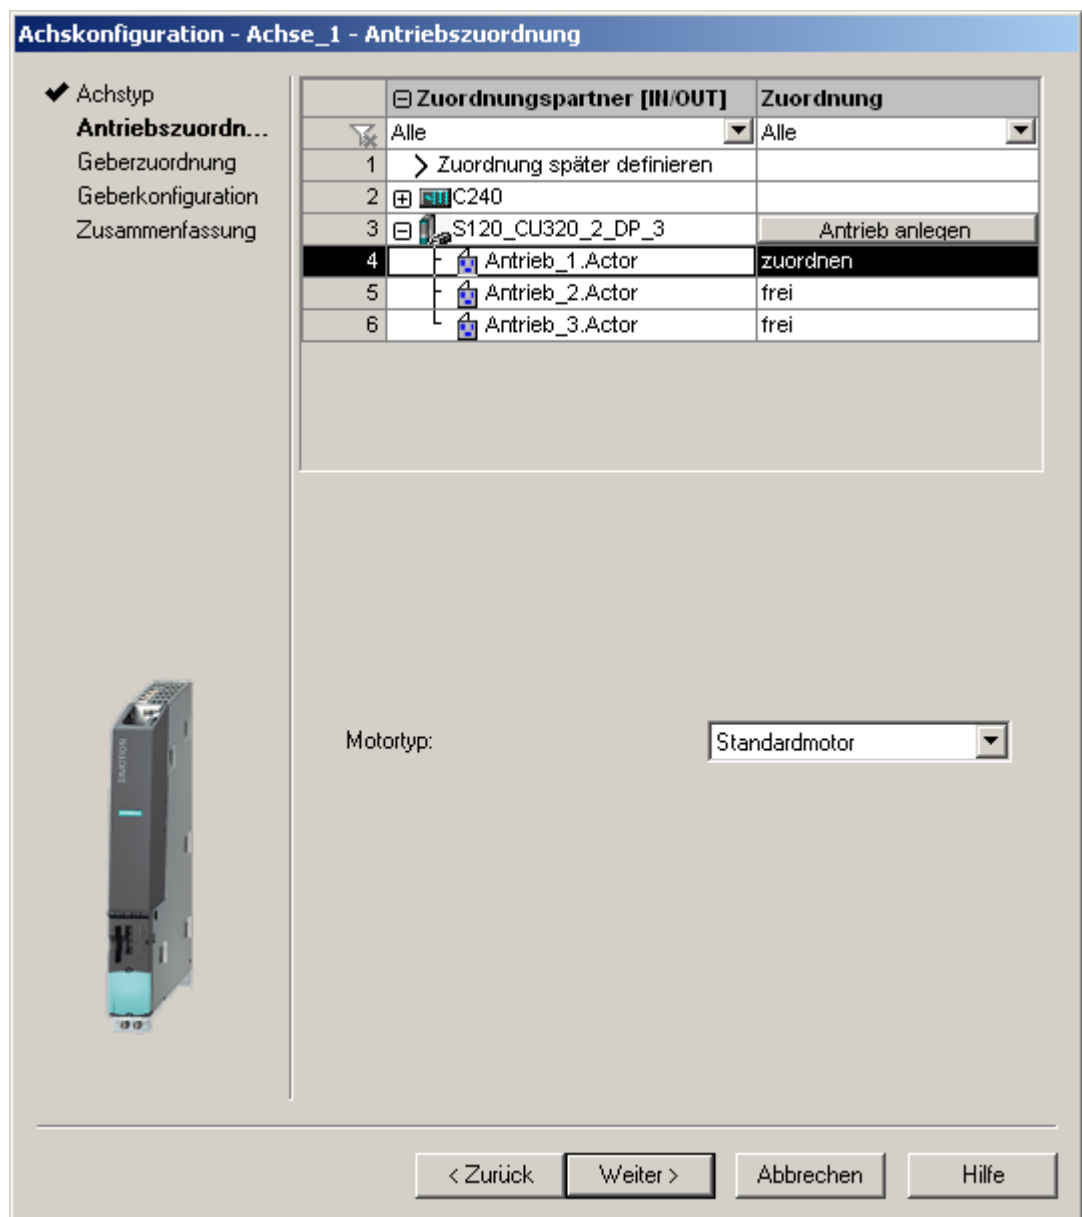 Achskonfiguration - Achse_1 - Antriebszuordnung
Achstyp
Antriebszuordn...
Geberzuordnung
Geberkonfiguration
Zusammenfassung
Zuordnungspartner [IN/OUT] Zuordnung
Alle Alle
1 Zuordnung später definieren
2 C240
3 S120_CU320_2_DP_3 Antrieb anlegen
4 Antrieb_1.Actor zuordnen
5 Antrieb_2.Actor frei
6 Antrieb_3.Actor frei
SIMOTION
Motortyp: Standardmotor
< Zurück Weiter > Abbrechen Hilfe